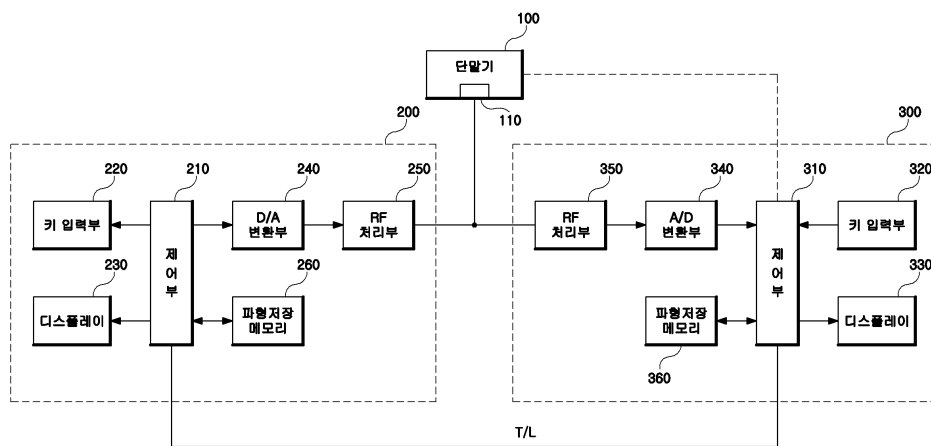 100
단말기
110
200
300
220
210
240
250
350
340
310
320
키 입력부
D/A
변환부
RF
처리부
RF
처리부
A/D
변환부
키 입력부
제
어
부
제
어
부
230
260
330
디스플레이
파형저장
메모리
파형저장
메모리
디스플레이
360
T/L